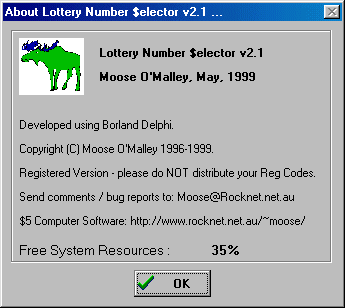 About Lottery Number $elector v2.1 ...
Lottery Number $elector v2.1
Moose O'Malley, May, 1999
Developed using Borland Delphi.
Copyright (C) Moose O'Malley 1996-1999.
Registered Version - please do NOT distribute your Reg Codes.
Send comments / bug reports to: Moose@Rocknet.net.au
$5 Computer Software: http://www.rocknet.net.au/~moose/
Free System Resources : 35%
OK